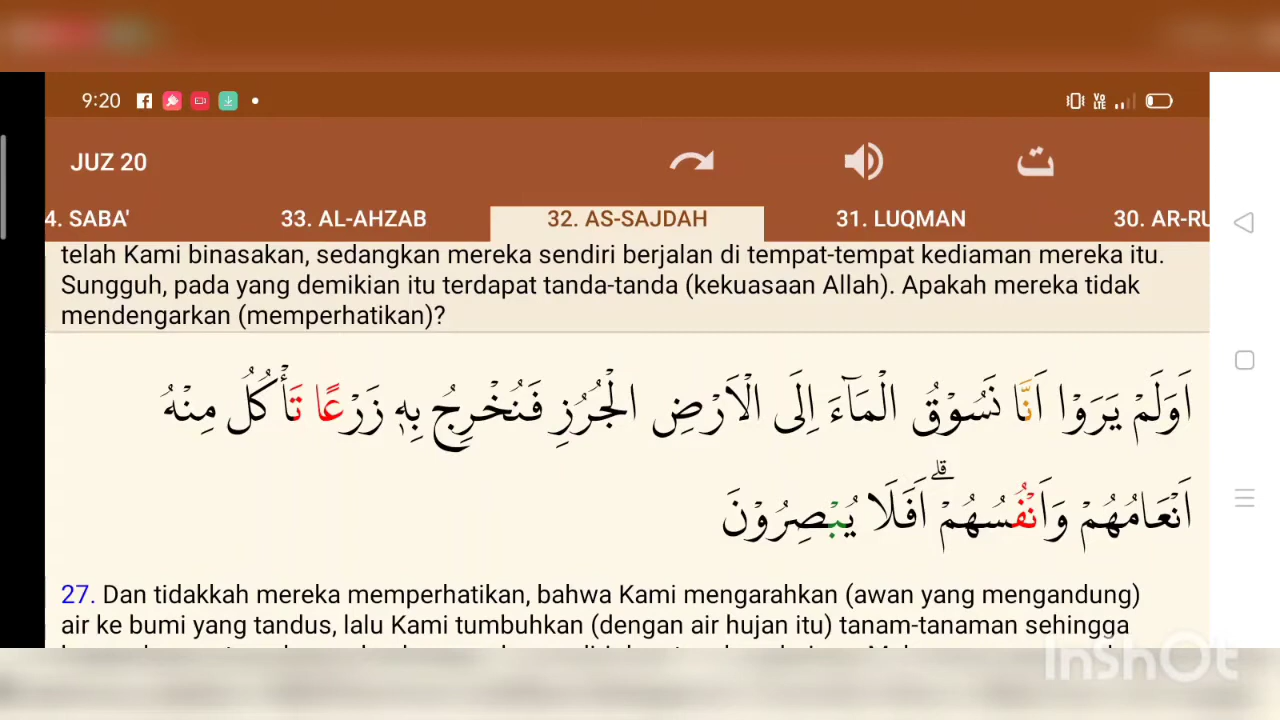 9:20
VO LTE
JUZ 20
ت
4. SABA' 33. AL-AHZAB 32. AS-SAJDAH 31. LUQMAN 30. AR-RU
telah Kami binasakan, sedangkan mereka sendiri berjalan di tempat-tempat kediaman mereka itu.
Sungguh, pada yang demikian itu terdapat tanda-tanda (kekuasaan Allah). Apakah mereka tidak
mendengarkan (memperhatikan)?
اَوَلَمْ يَرَوْا اَنَّا نَسُوْقُ الْمَاۤءَ اِلَى الْاَرْضِ الْجُرُزِ فَنُخْرِجُ بِهٖ زَرْعًا تَأْكُلُ مِنْهُ
اَنْعَامُهُمْ وَاَنْفُسُهُمْۗ اَفَلَا يُبْصِرُوْنَ
27. Dan tidakkah mereka memperhatikan, bahwa Kami mengarahkan (awan yang mengandung)
air ke bumi yang tandus, lalu Kami tumbuhkan (dengan air hujan itu) tanam-tanaman sehingga
InShOt